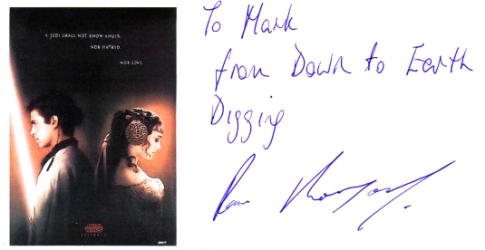 A JEDI SHALL NOT KNOW ANGER.
NOR HATRED.
NOR LOVE.
To Mark
from Down to Earth
Digging